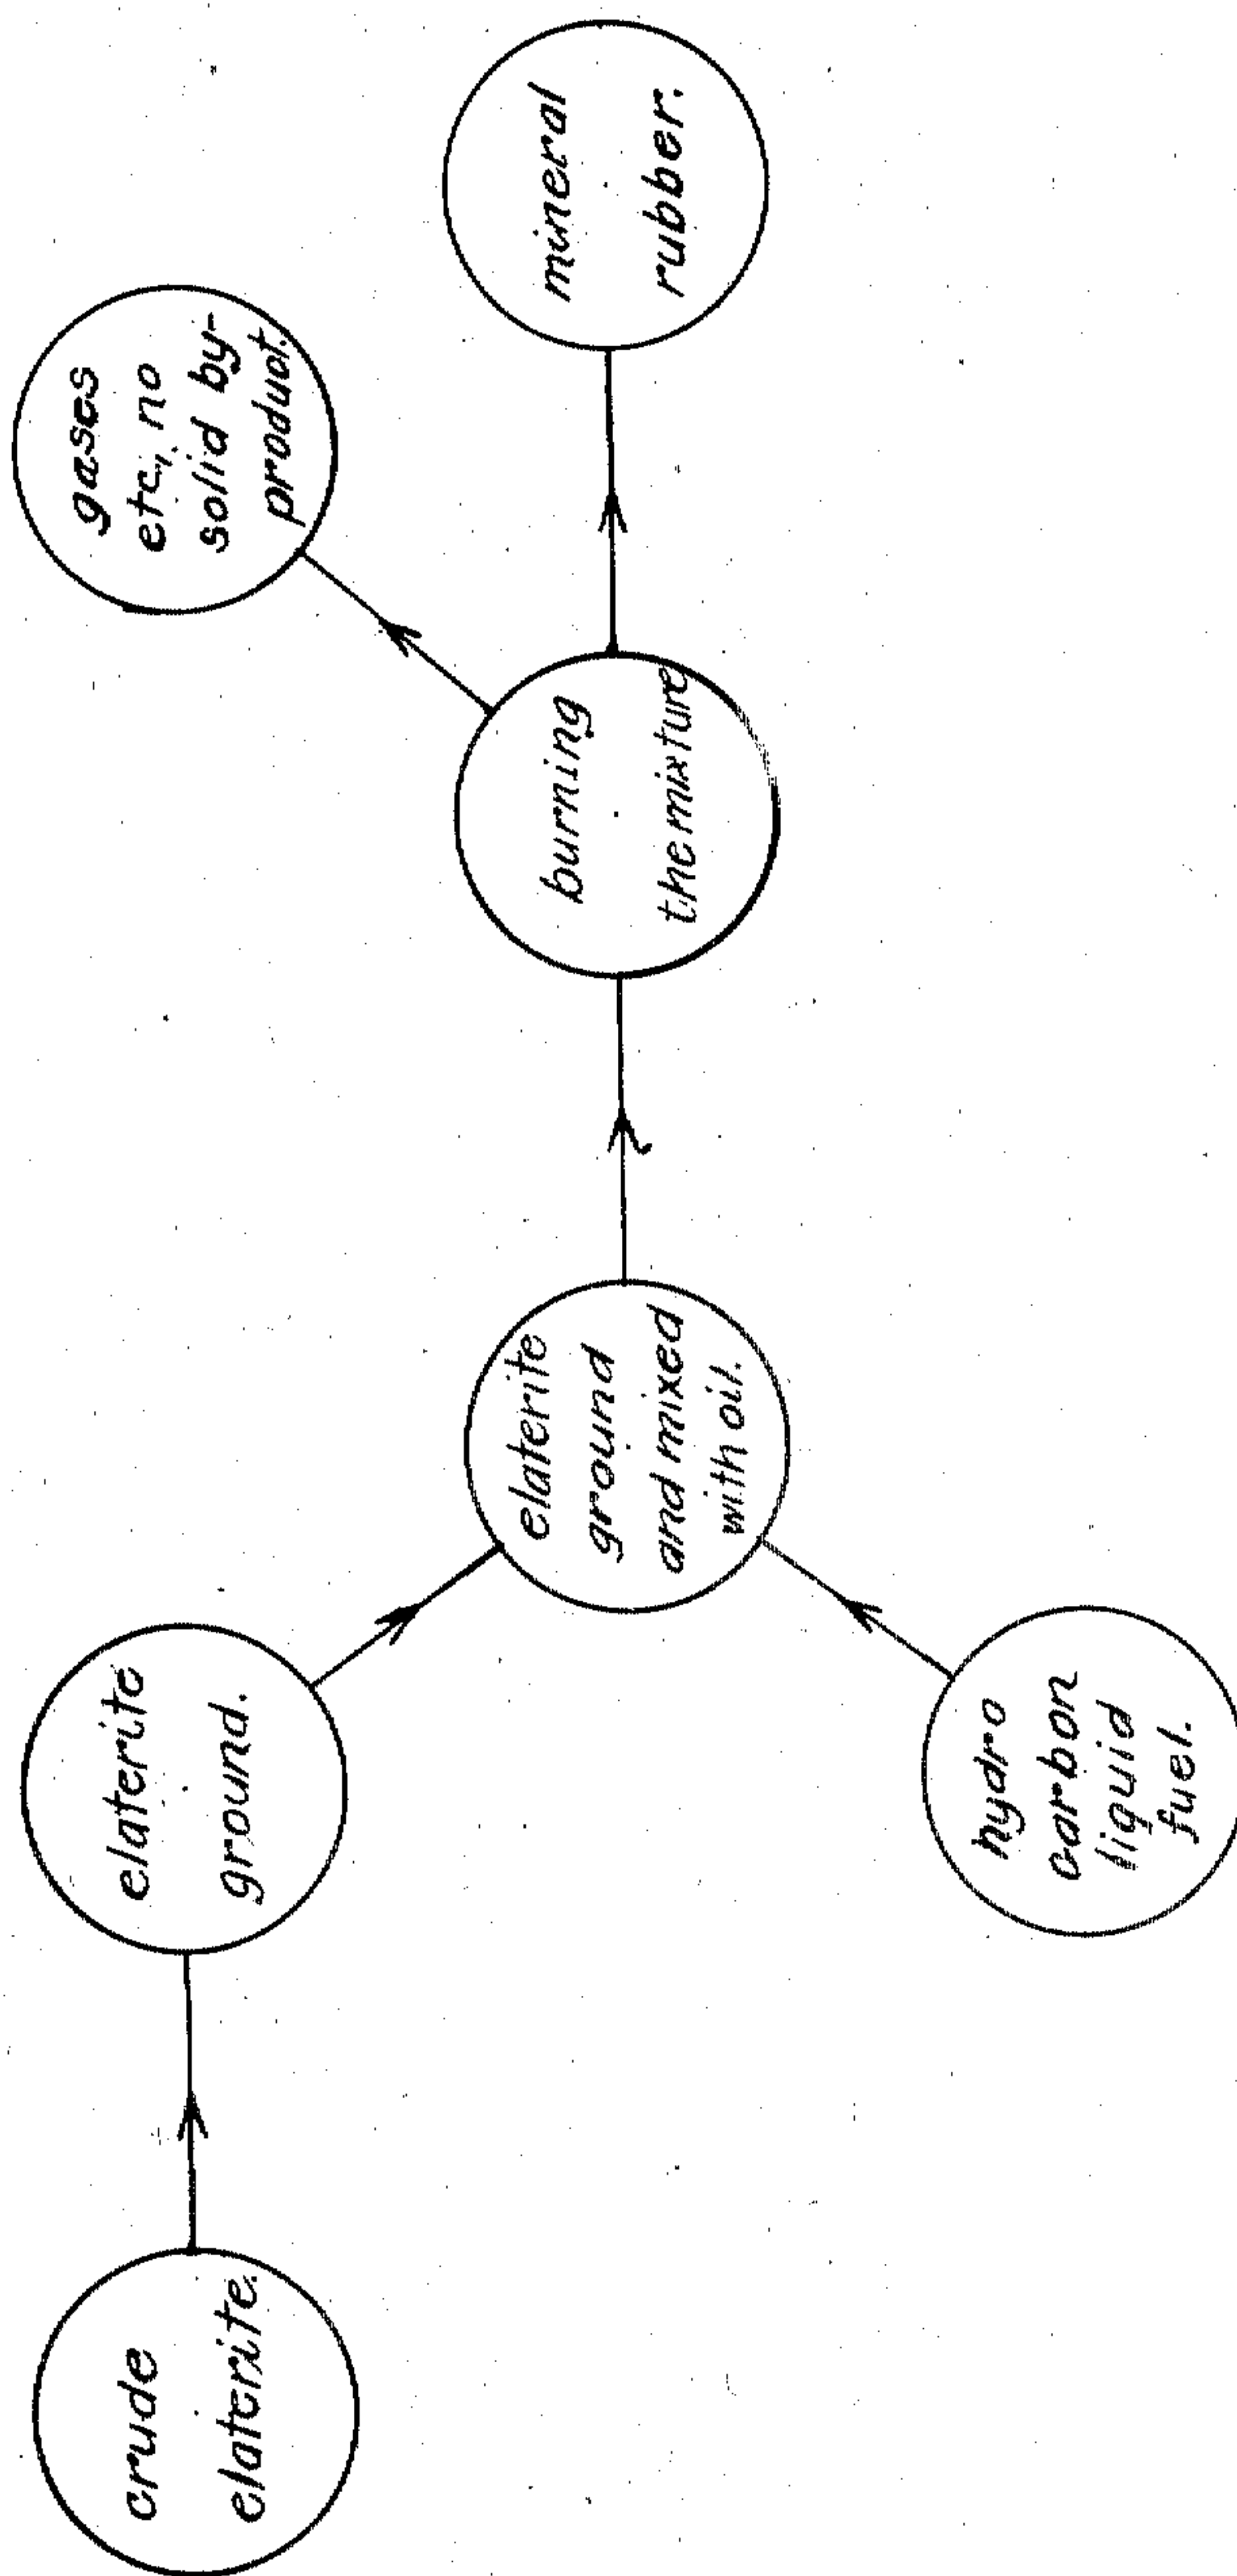 crude
elaterite.
elaterite
ground.
hydro
carbon
liquid
fuel.
elaterite
ground
and mixed
with oil.
burning
the mixture
gases
etc, no
solid by-
product.
mineral
rubber.